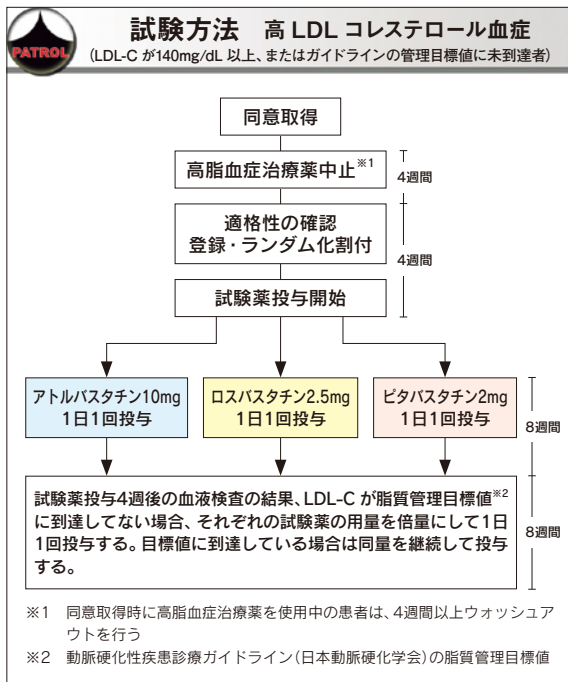 PATROL
試験方法 高LDLコレステロール血症
(LDL-Cが140mg/dL以上、またはガイドラインの管理目標値に未到達者)
同意取得
高脂血症治療薬中止※1
4週間
適格性の確認
登録・ランダム化割付
4週間
試験薬投与開始
アトルバスタチン10mg
1日1回投与
ロスバスタチン2.5mg
1日1回投与
ピタバスタチン2mg
1日1回投与
8週間
試験薬投与4週後の血液検査の結果、LDL-Cが脂質管理目標値※2
に到達してない場合、それぞれの試験薬の用量を倍量にして1日
1回投与する。目標値に到達している場合は同量を継続して投与
する。
8週間
※1 同意取得時に高脂血症治療薬を使用中の患者は、4週間以上ウォッシュア
ウトを行う
※2 動脈硬化性疾患診療ガイドライン(日本動脈硬化学会)の脂質管理目標値